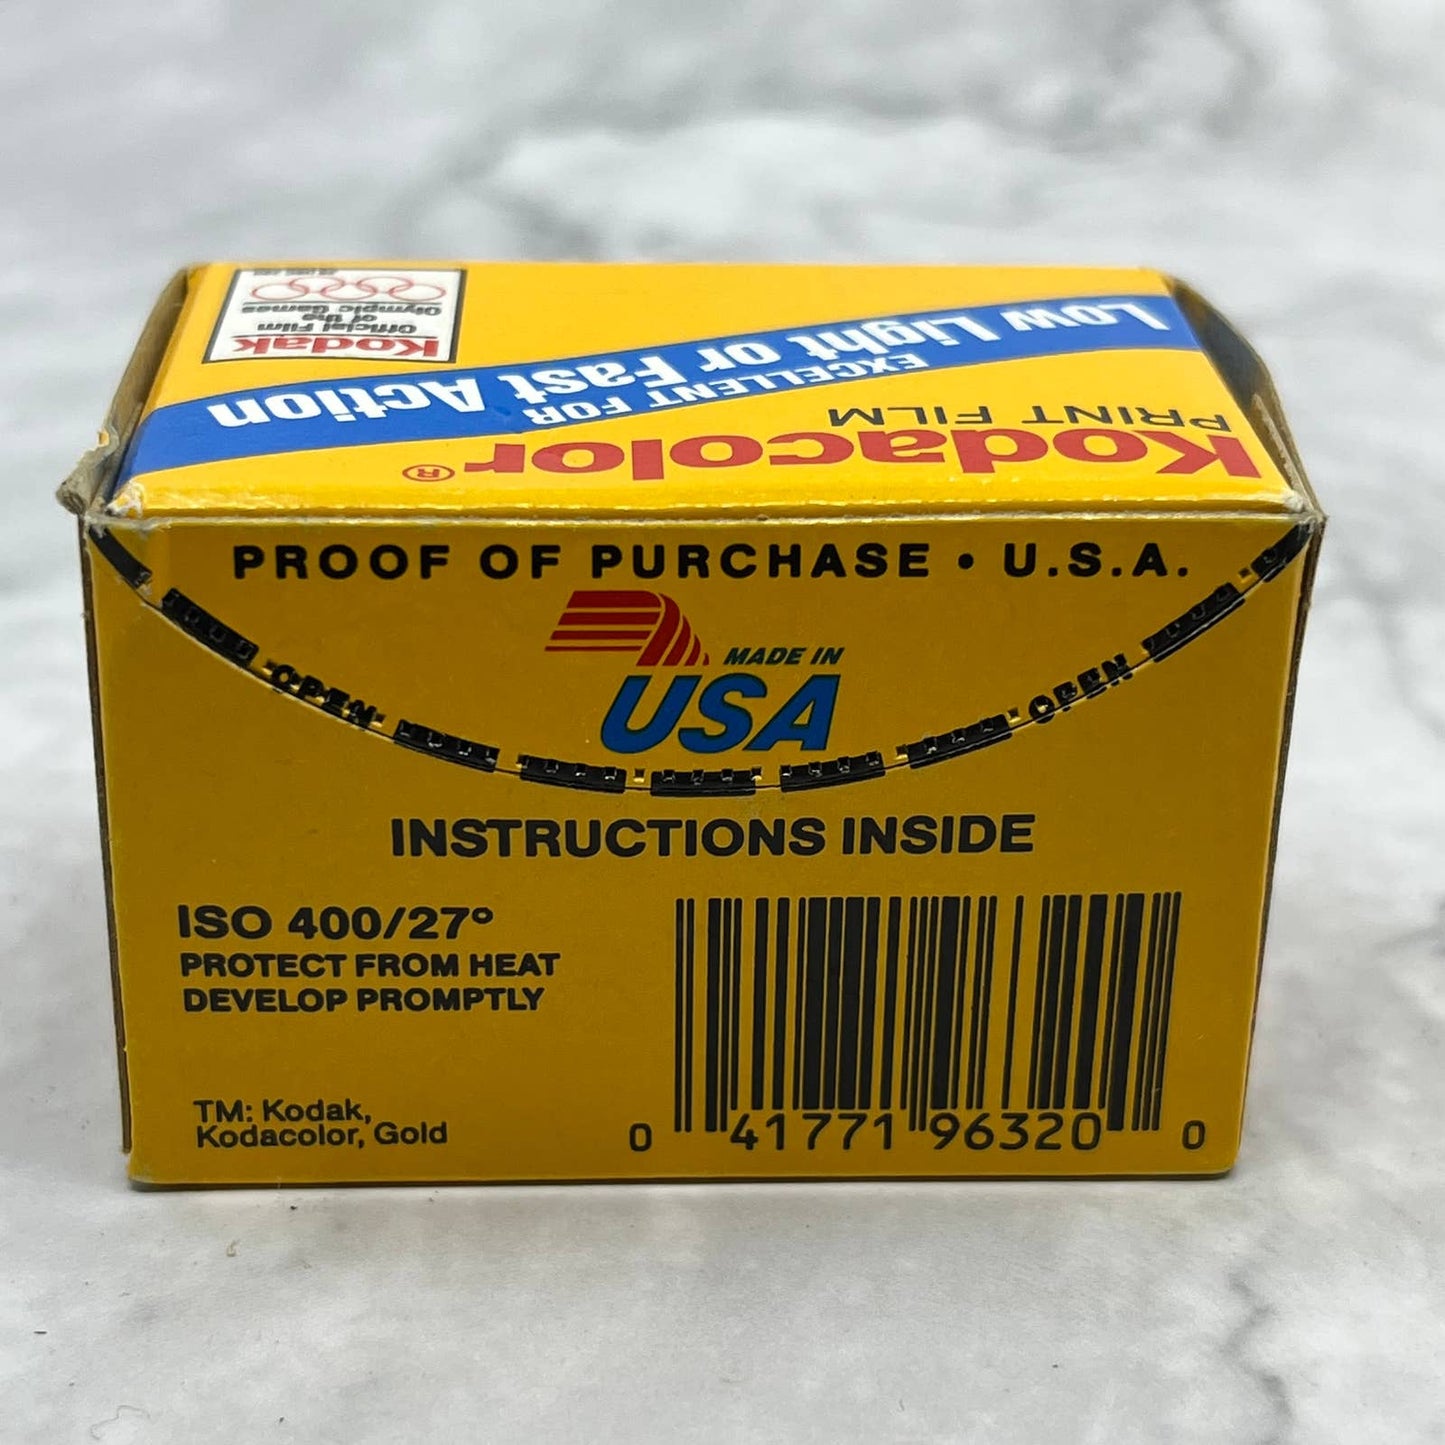 Kodacolor®
PRINT FILM
EXCELLENT FOR
Low Light or Fast Action
Kodak
Official Film
of the
Olympic Games
PROOF OF PURCHASE • U.S.A.
MADE IN
USA
OPEN
OPEN
INSTRUCTIONS INSIDE
ISO 400/27°
PROTECT FROM HEAT
DEVELOP PROMPTLY
TM: Kodak,
Kodacolor, Gold
0 41771 96320 0